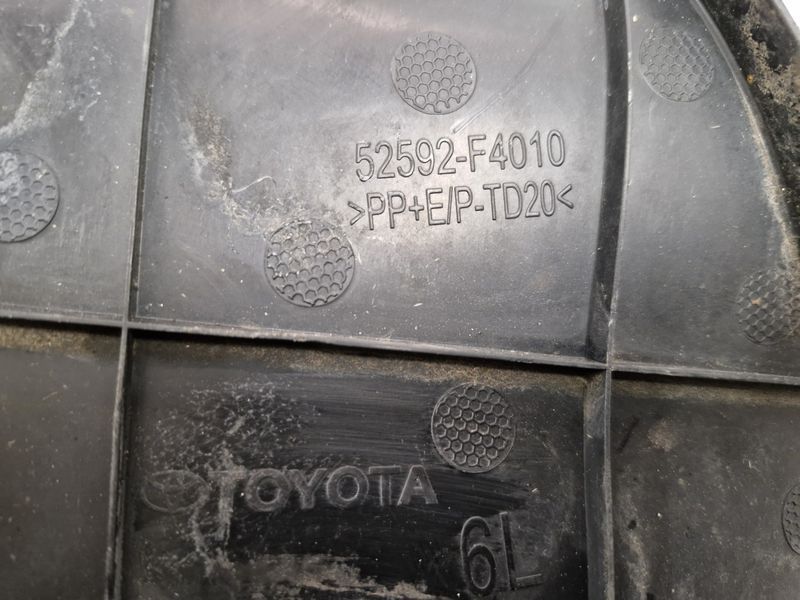 52592-F4010
>PP+E/P-TD20<
TOYOTA
6L